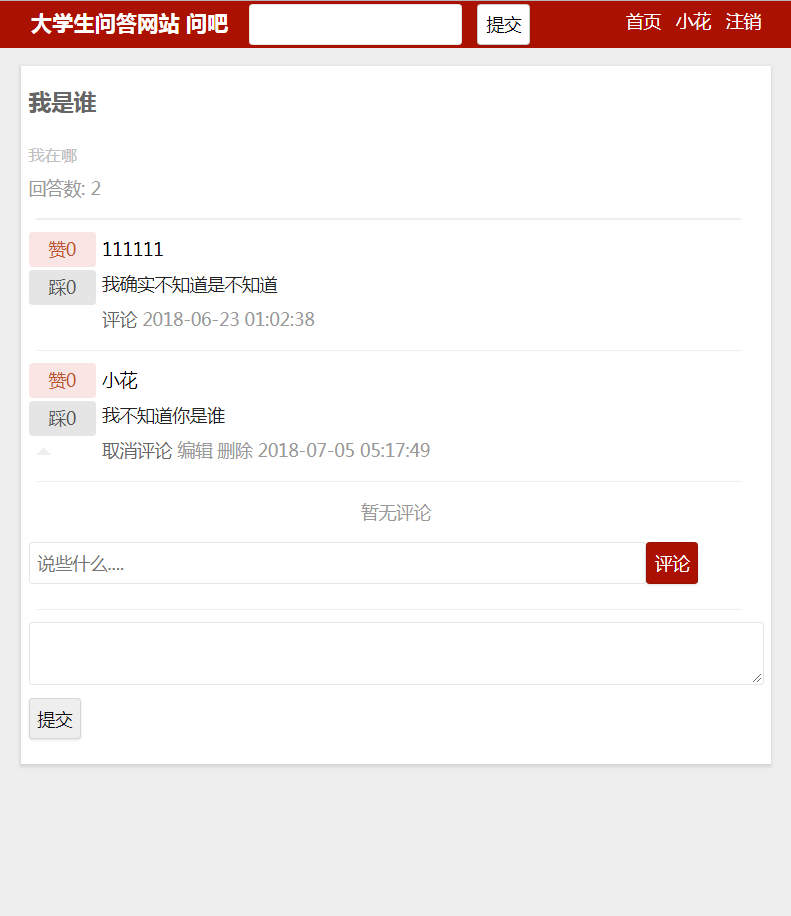 大学生问答网站 问吧 提交 首页 小花 注销
我是谁
我在哪
回答数: 2
赞0 111111
踩0 我确实不知道是不知道
评论 2018-06-23 01:02:38
赞0 小花
踩0 我不知道你是谁
取消评论 编辑 删除 2018-07-05 05:17:49
暂无评论
说些什么.... 评论
提交